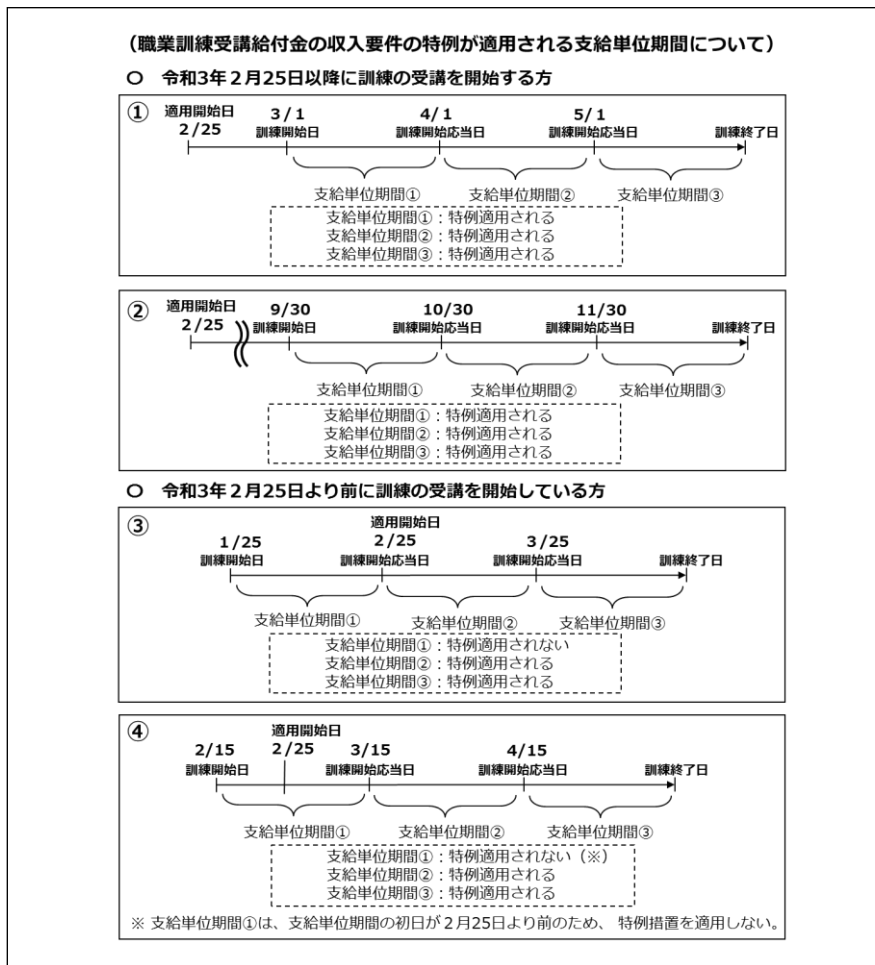 （職業訓練受講給付金の収入要件の特例が適用される支給単位期間について）
○ 令和3年２月25日以降に訓練の受講を開始する方
①
適用開始日
2/25
3/1
訓練開始日
4/1
訓練開始応当日
5/1
訓練開始応当日
訓練終了日
支給単位期間①
支給単位期間②
支給単位期間③
支給単位期間①：特例適用される
支給単位期間②：特例適用される
支給単位期間③：特例適用される
②
適用開始日
2/25
9/30
訓練開始日
10/30
訓練開始応当日
11/30
訓練開始応当日
訓練終了日
支給単位期間①
支給単位期間②
支給単位期間③
支給単位期間①：特例適用される
支給単位期間②：特例適用される
支給単位期間③：特例適用される
○ 令和3年２月25日より前に訓練の受講を開始している方
③
1/25
訓練開始日
適用開始日
2/25
訓練開始応当日
3/25
訓練開始応当日
訓練終了日
支給単位期間①
支給単位期間②
支給単位期間③
支給単位期間①：特例適用されない
支給単位期間②：特例適用される
支給単位期間③：特例適用される
④
2/15
訓練開始日
適用開始日
2/25
3/15
訓練開始応当日
4/15
訓練開始応当日
訓練終了日
支給単位期間①
支給単位期間②
支給単位期間③
支給単位期間①：特例適用されない（※）
支給単位期間②：特例適用される
支給単位期間③：特例適用される
※ 支給単位期間①は、支給単位期間の初日が２月25日より前のため、 特例措置を適用しない。